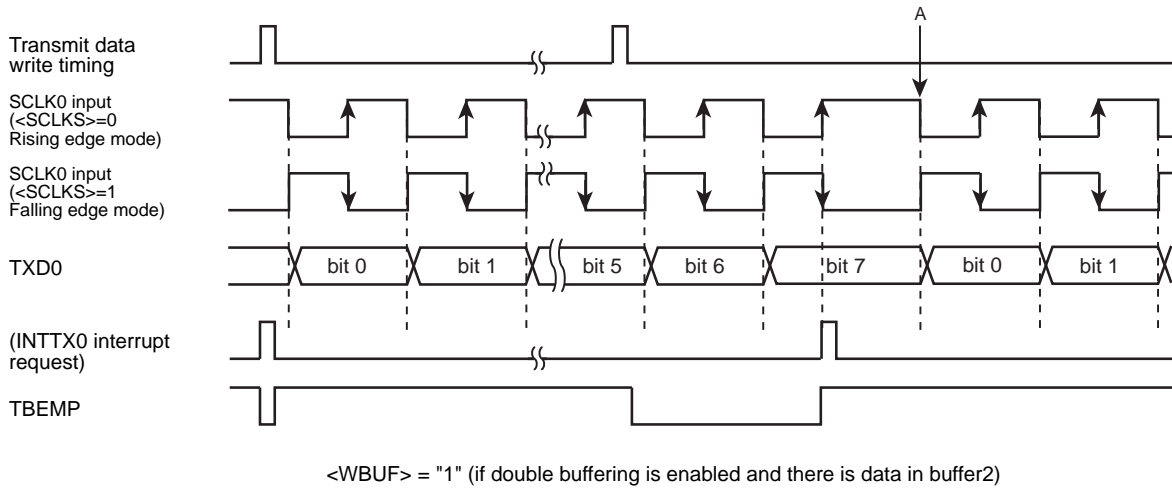 A
Transmit data
write timing
SCLK0 input
(<SCLKS>=0
Rising edge mode)
SCLK0 input
(<SCLKS>=1
Falling edge mode)
TXD0
bit 0
bit 1
bit 5
bit 6
bit 7
bit 0
bit 1
(INTTX0 interrupt
request)
TBEMP
<WBUF> = "1" (if double buffering is enabled and there is data in buffer2)